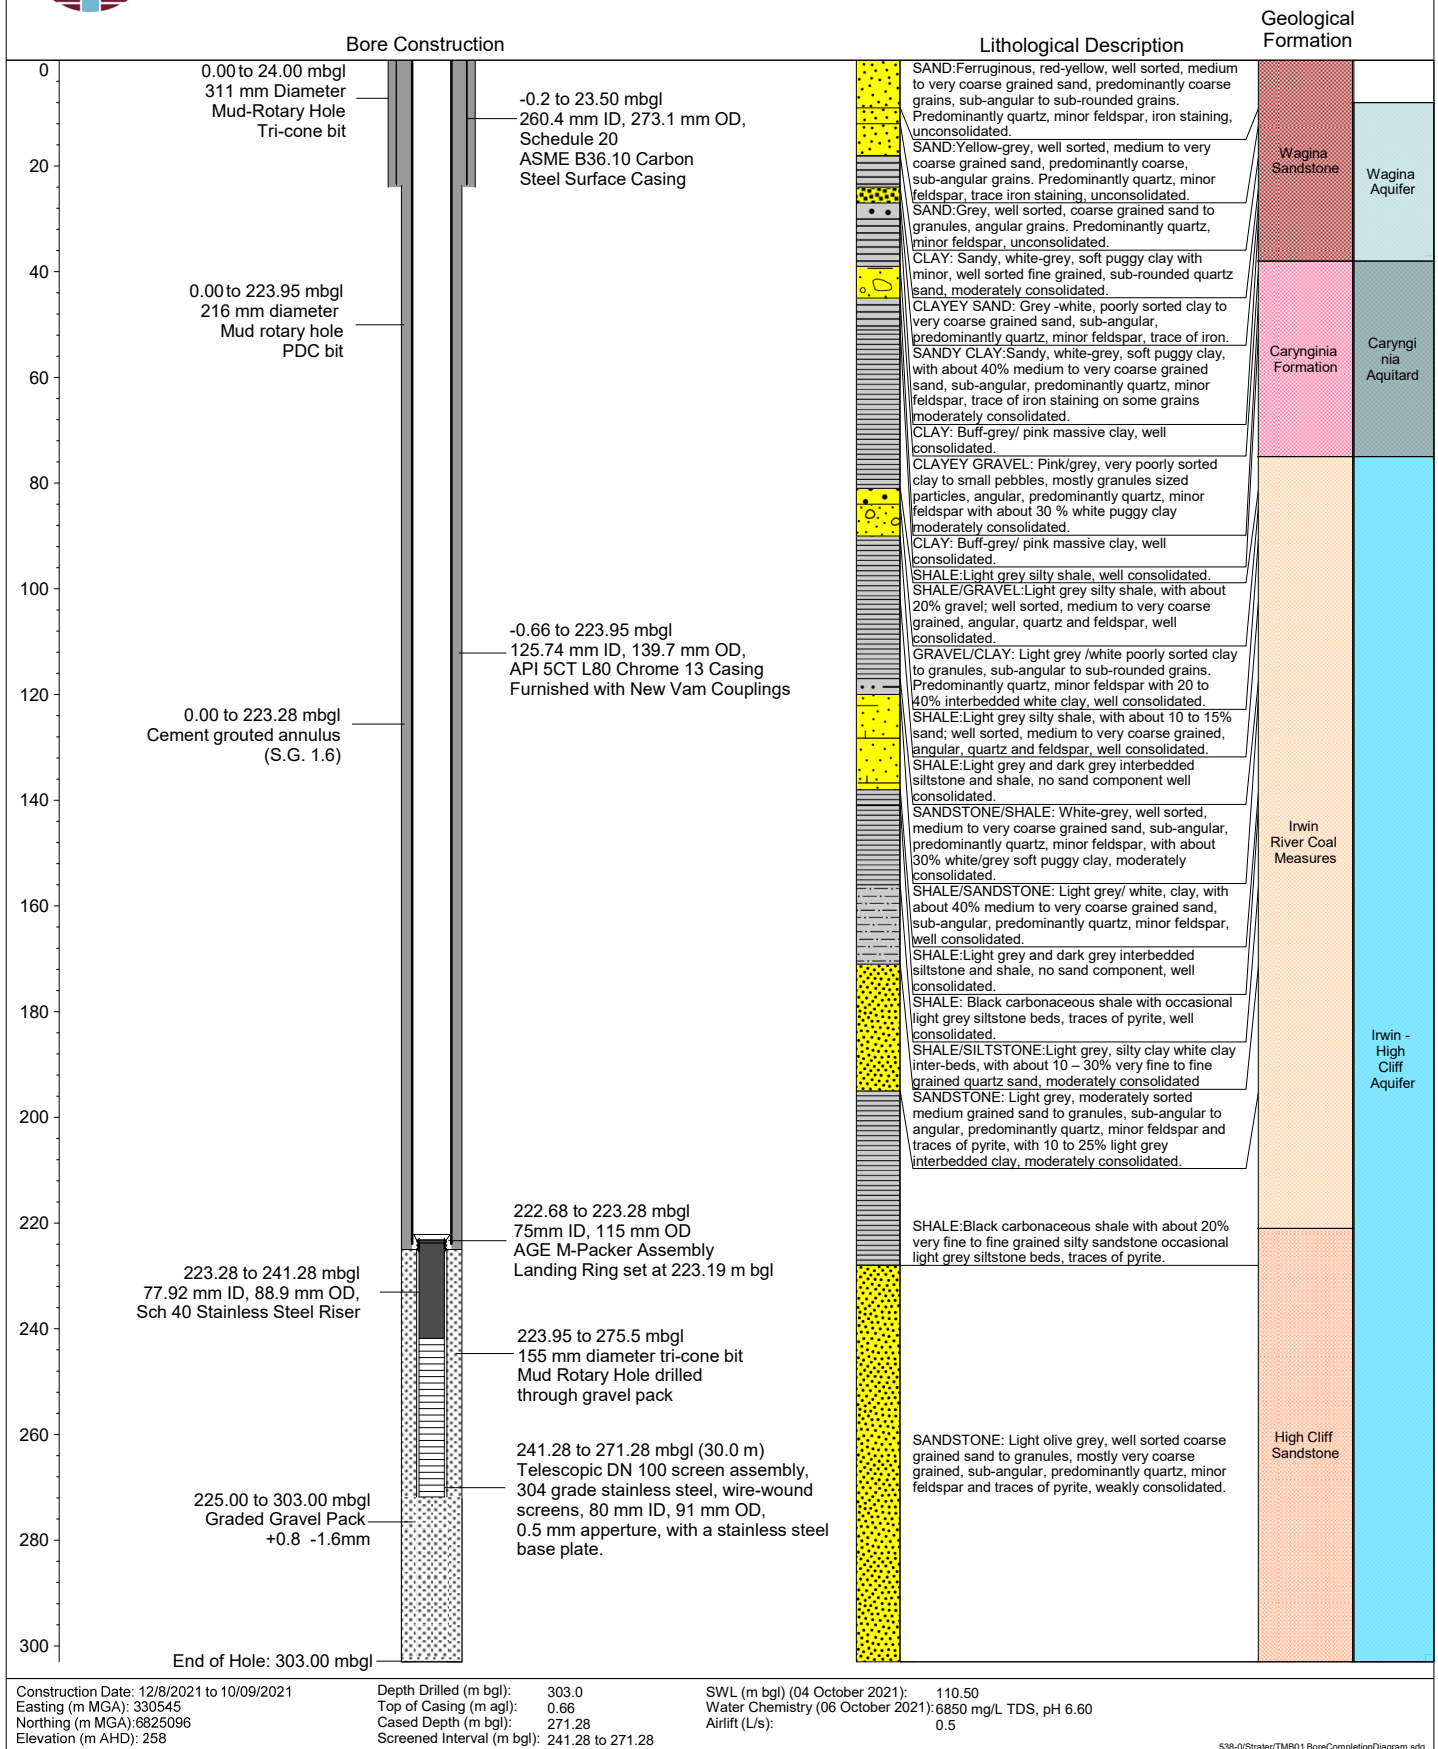 Bore Construction
Lithological Description
Geological
Formation
0
20
40
60
80
100
120
140
160
180
200
220
240
260
280
300
0.00 to 24.00 mbgl
311 mm Diameter
Mud-Rotary Hole
Tri-cone bit
-0.2 to 23.50 mbgl
260.4 mm ID, 273.1 mm OD,
Schedule 20
ASME B36.10 Carbon
Steel Surface Casing
0.00 to 223.95 mbgl
216 mm diameter
Mud rotary hole
PDC bit
-0.66 to 223.95 mbgl
125.74 mm ID, 139.7 mm OD,
API 5CT L80 Chrome 13 Casing
Furnished with New Vam Couplings
0.00 to 223.28 mbgl
Cement grouted annulus
(S.G. 1.6)
222.68 to 223.28 mbgl
75mm ID, 115 mm OD
AGE M-Packer Assembly
Landing Ring set at 223.19 m bgl
223.28 to 241.28 mbgl
77.92 mm ID, 88.9 mm OD,
Sch 40 Stainless Steel Riser
223.95 to 275.5 mbgl
155 mm diameter tri-cone bit
Mud Rotary Hole drilled
through gravel pack
241.28 to 271.28 mbgl (30.0 m)
Telescopic DN 100 screen assembly,
304 grade stainless steel, wire-wound
screens, 80 mm ID, 91 mm OD,
0.5 mm apperture, with a stainless steel
base plate.
225.00 to 303.00 mbgl
Graded Gravel Pack
+0.8 -1.6mm
End of Hole: 303.00 mbgl
SAND:Ferruginous, red-yellow, well sorted, medium
to very coarse grained sand, predominantly coarse
grains, sub-angular to sub-rounded grains.
Predominantly quartz, minor feldspar, iron staining,
unconsolidated.
SAND:Yellow-grey, well sorted, medium to very
coarse grained sand, predominantly coarse,
sub-angular grains. Predominantly quartz, minor
feldspar, trace iron staining, unconsolidated.
SAND:Grey, well sorted, coarse grained sand to
granules, angular grains. Predominantly quartz,
minor feldspar, unconsolidated.
CLAY: Sandy, white-grey, soft puggy clay with
minor, well sorted fine grained, sub-rounded quartz
sand, moderately consolidated.
CLAYEY SAND: Grey -white, poorly sorted clay to
very coarse grained sand, sub-angular,
predominantly quartz, minor feldspar, trace of iron.
SANDY CLAY:Sandy, white-grey, soft puggy clay,
with about 40% medium to very coarse grained
sand, sub-angular, predominantly quartz, minor
feldspar, trace of iron staining on some grains
moderately consolidated.
CLAY: Buff-grey/ pink massive clay, well
consolidated.
CLAYEY GRAVEL: Pink/grey, very poorly sorted
clay to small pebbles, mostly granules sized
particles, angular, predominantly quartz, minor
feldspar with about 30 % white puggy clay
moderately consolidated.
CLAY: Buff-grey/ pink massive clay, well
consolidated.
SHALE:Light grey silty shale, well consolidated.
SHALE/GRAVEL:Light grey silty shale, with about
20% gravel; well sorted, medium to very coarse
grained, angular, quartz and feldspar, well
consolidated.
GRAVEL/CLAY: Light grey /white poorly sorted clay
to granules, sub-angular to sub-rounded grains.
Predominantly quartz, minor feldspar with 20 to
40% interbedded white clay, well consolidated.
SHALE:Light grey silty shale, with about 10 to 15%
sand; well sorted, medium to very coarse grained,
angular, quartz and feldspar, well consolidated.
SHALE:Light grey and dark grey interbedded
siltstone and shale, no sand component well
consolidated.
SANDSTONE/SHALE: White-grey, well sorted,
medium to very coarse grained sand, sub-angular,
predominantly quartz, minor feldspar, with about
30% white/grey soft puggy clay, moderately
consolidated.
SHALE/SANDSTONE: Light grey/ white, clay, with
about 40% medium to very coarse grained sand,
sub-angular, predominantly quartz, minor feldspar,
well consolidated.
SHALE:Light grey and dark grey interbedded
siltstone and shale, no sand component, well
consolidated.
SHALE: Black carbonaceous shale with occasional
light grey siltstone beds, traces of pyrite, well
consolidated.
SHALE/SILTSTONE:Light grey, silty clay white clay
inter-beds, with about 10 – 30% very fine to fine
grained quartz sand, moderately consolidated
SANDSTONE: Light grey, moderately sorted
medium grained sand to granules, sub-angular to
angular, predominantly quartz, minor feldspar and
traces of pyrite, with 10 to 25% light grey
interbedded clay, moderately consolidated.
SHALE:Black carbonaceous shale with about 20%
very fine to fine grained silty sandstone occasional
light grey siltstone beds, traces of pyrite.
SANDSTONE: Light olive grey, well sorted coarse
grained sand to granules, mostly very coarse
grained, sub-angular, predominantly quartz, minor
feldspar and traces of pyrite, weakly consolidated.
Wagina
Sandstone
Carynginia
Formation
Irwin
River Coal
Measures
High Cliff
Sandstone
Wagina
Aquifer
Caryngi
nia
Aquitard
Irwin -
High
Cliff
Aquifer
Construction Date: 12/8/2021 to 10/09/2021
Easting (m MGA): 330545
Northing (m MGA):6825096
Elevation (m AHD): 258
Depth Drilled (m bgl): 303.0
Top of Casing (m agl): 0.66
Cased Depth (m bgl): 271.28
Screened Interval (m bgl): 241.28 to 271.28
SWL (m bgl) (04 October 2021): 110.50
Water Chemistry (06 October 2021): 6850 mg/L TDS, pH 6.60
Airlift (L/s): 0.5
538-0/Strater/TMB01 BoreCompletionDiagram.sdg